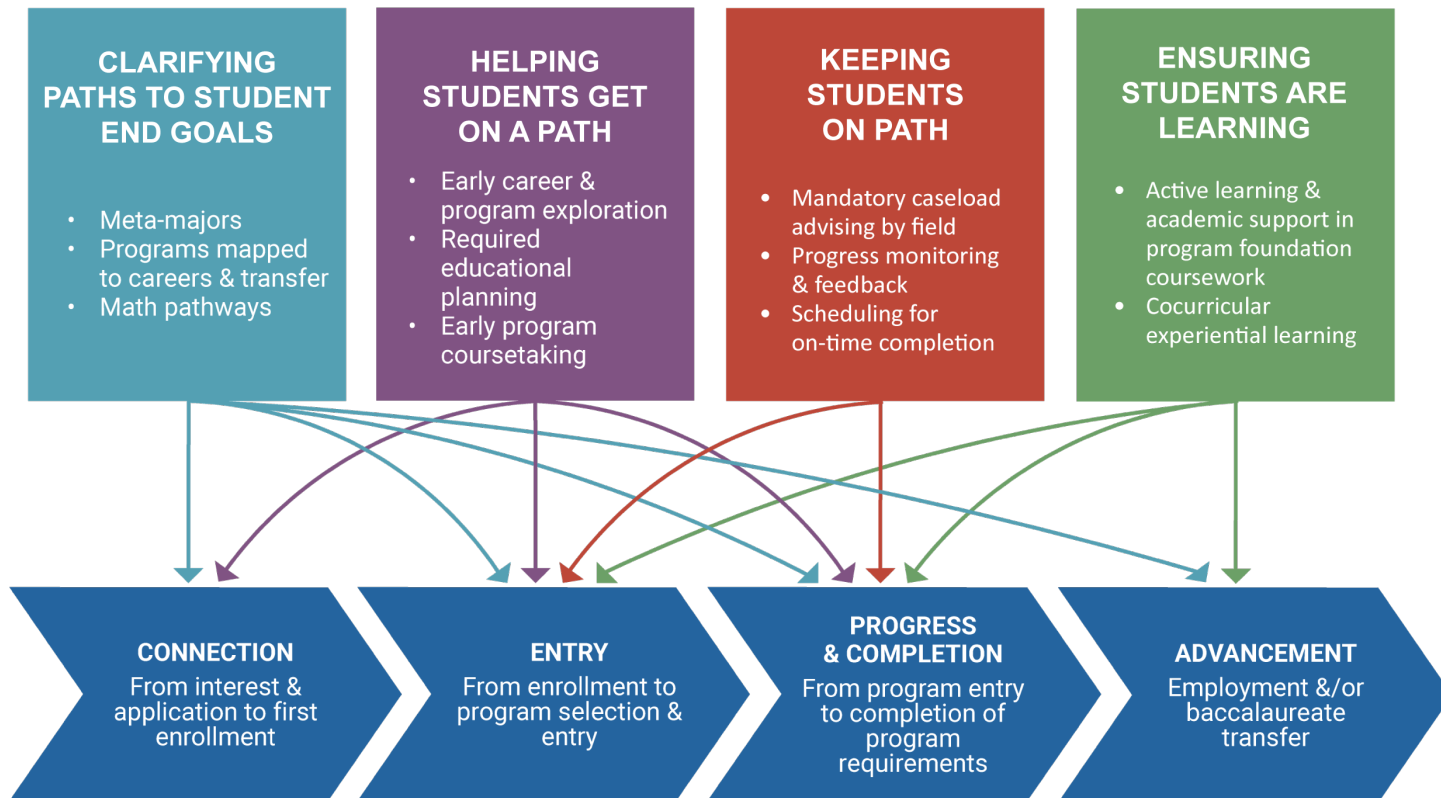 CLARIFYING
PATHS TO STUDENT
END GOALS
• Meta-majors
• Programs mapped
to careers & transfer
• Math pathways
HELPING
STUDENTS GET
ON A PATH
• Early career &
program exploration
• Required
educational
planning
• Early program
coursetaking
KEEPING
STUDENTS
ON PATH
• Mandatory caseload
advising by field
• Progress monitoring
& feedback
• Scheduling for
on-time completion
ENSURING
STUDENTS ARE
LEARNING
• Active learning &
academic support in
program foundation
coursework
• Cocurricular
experiential learning
CONNECTION
From interest &
application to first
enrollment
ENTRY
From enrollment to
program selection &
entry
PROGRESS
& COMPLETION
From program entry
to completion of
program
requirements
ADVANCEMENT
Employment &/or
baccalaureate
transfer